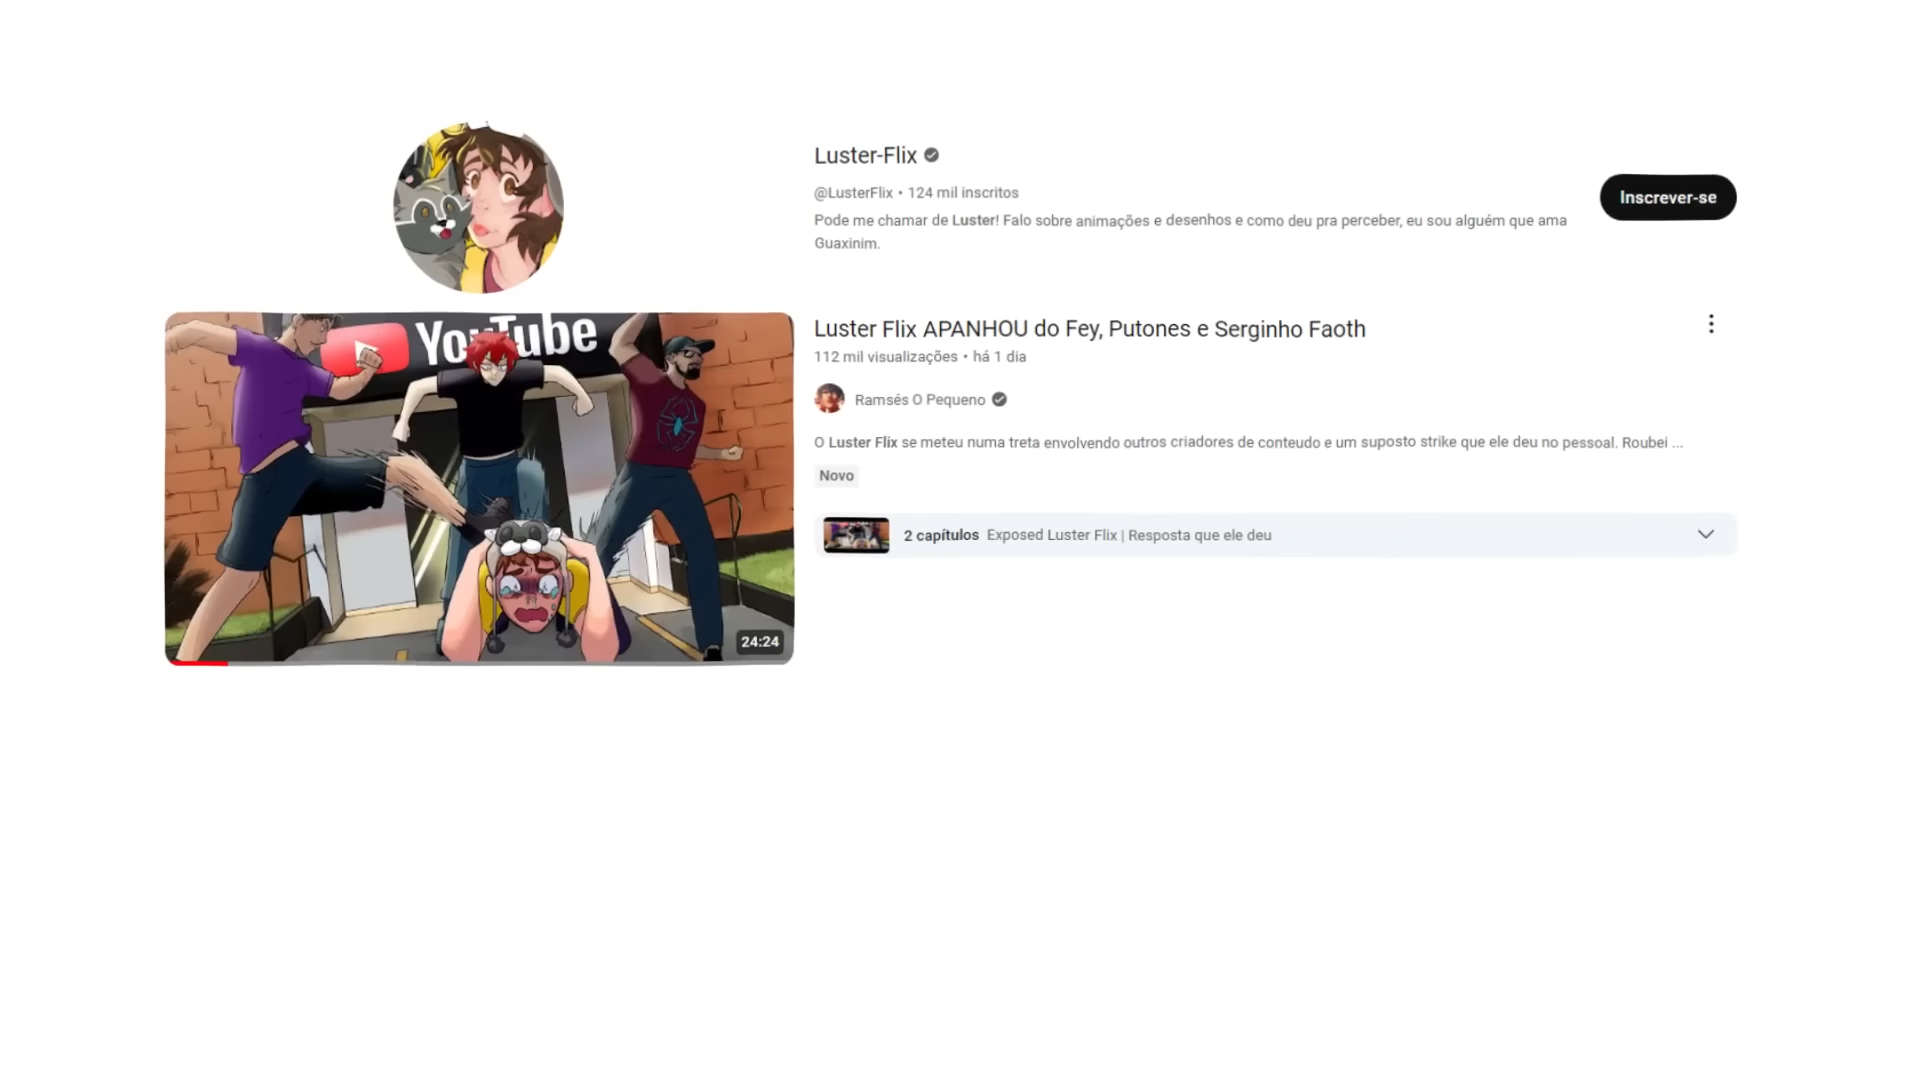 Luster-Flix
@LusterFlix • 124 mil inscritos
Pode me chamar de Luster! Falo sobre animações e desenhos e como deu pra perceber, eu sou alguém que ama
Guaxinim.
Inscrever-se
YouTube
24:24
Luster Flix APANHOU do Fey, Putones e Serginho Faoth
112 mil visualizações • há 1 dia
Ramsés O Pequeno
O Luster Flix se meteu numa treta envolvendo outros criadores de conteudo e um suposto strike que ele deu no pessoal. Roubei ...
Novo
2 capítulos Exposed Luster Flix | Resposta que ele deu